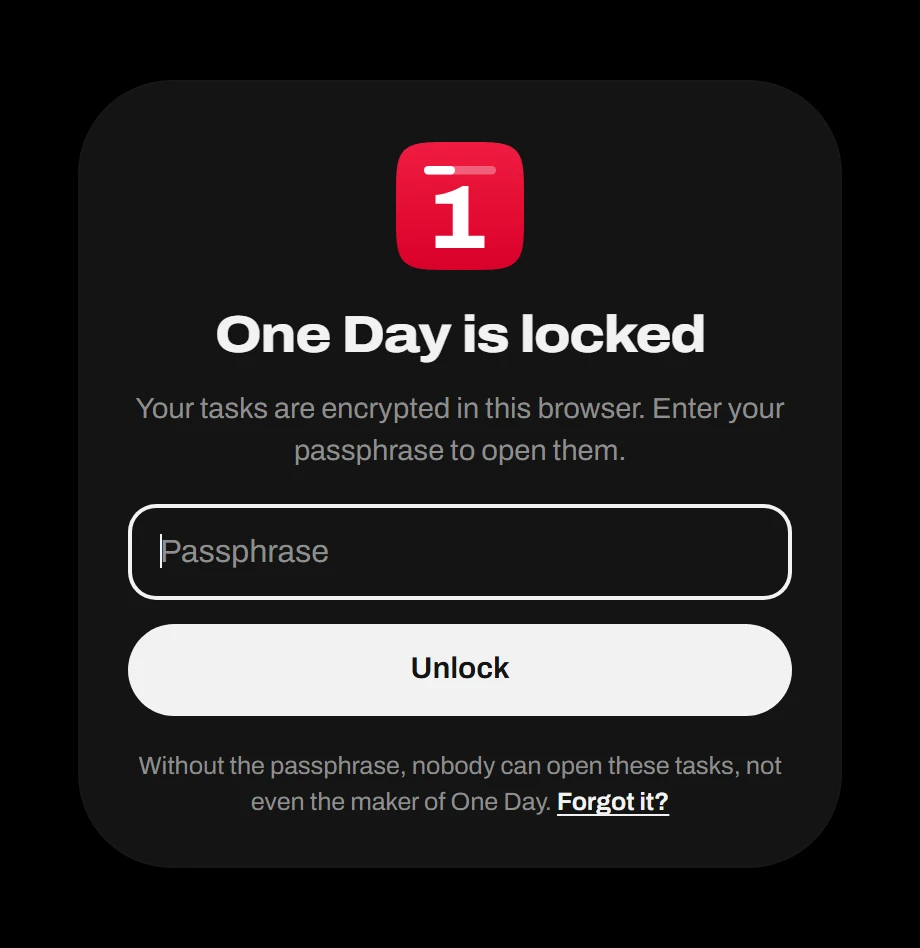 1
One Day is locked
Your tasks are encrypted in this browser. Enter your
passphrase to open them.
Passphrase
Unlock
Without the passphrase, nobody can open these tasks, not
even the maker of One Day. Forgot it?